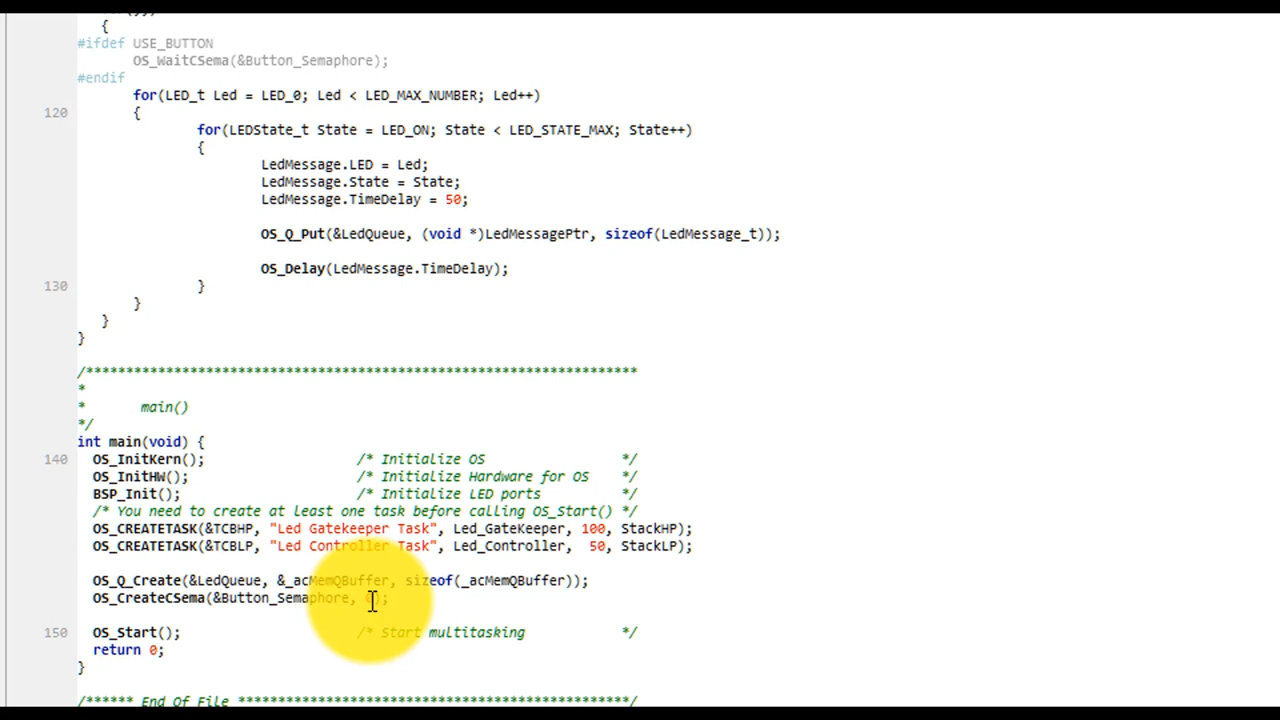 {
#ifdef USE_BUTTON
OS_WaitCSema(&Button_Semaphore);
#endif
for(LED_t Led = LED_0; Led < LED_MAX_NUMBER; Led++)
120 {
for(LEDState_t State = LED_ON; State < LED_STATE_MAX; State++)
{
LedMessage.LED = Led;
LedMessage.State = State;
LedMessage.TimeDelay = 50;
OS_Q_Put(&LedQueue, (void *)LedMessagePtr, sizeof(LedMessage_t));
OS_Delay(LedMessage.TimeDelay);
130 }
}
}
}
/**********************************************************************
*
* main()
*/
int main(void) {
140 OS_InitKern(); /* Initialize OS */
OS_InitHW(); /* Initialize Hardware for OS */
BSP_Init(); /* Initialize LED ports */
/* You need to create at least one task before calling OS_Start() */
OS_CREATETASK(&TCBHP, "Led Gatekeeper Task", Led_GateKeeper, 100, StackHP);
OS_CREATETASK(&TCBLP, "Led Controller Task", Led_Controller, 50, StackLP);
OS_Q_Create(&LedQueue, &_acMemQBuffer, sizeof(_acMemQBuffer));
OS_CreateCSema(&Button_Semaphore, 0);
150 OS_Start(); /* Start multitasking */
return 0;
}
/****** End Of File **************************************************/